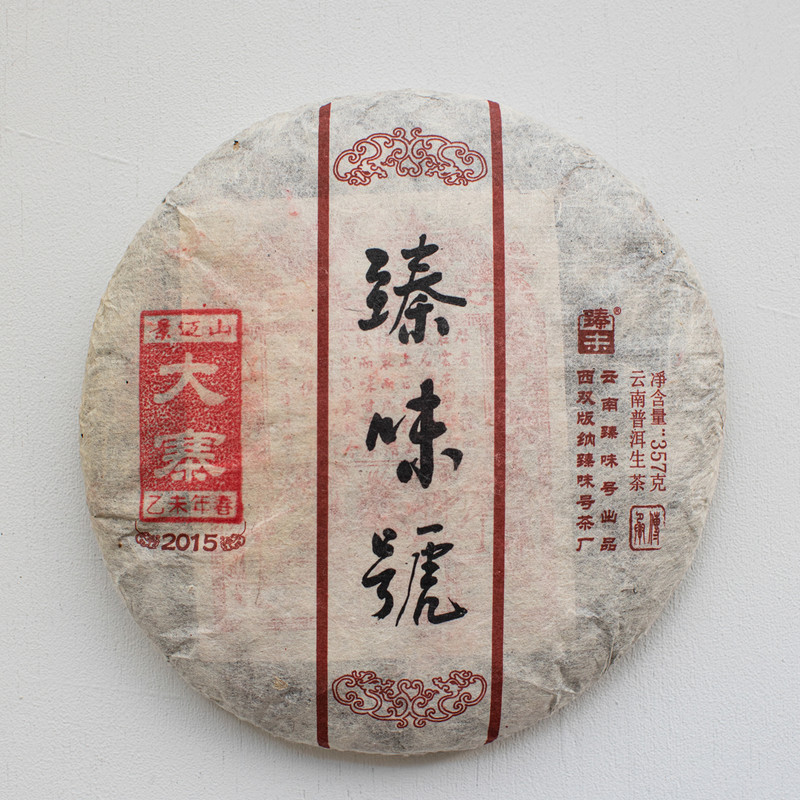 臻味號
景迈山
大寨
乙未年春
2015
臻味
®
净含量:357克
云南普洱生茶
云南臻味号出品
西双版纳臻味号茶厂